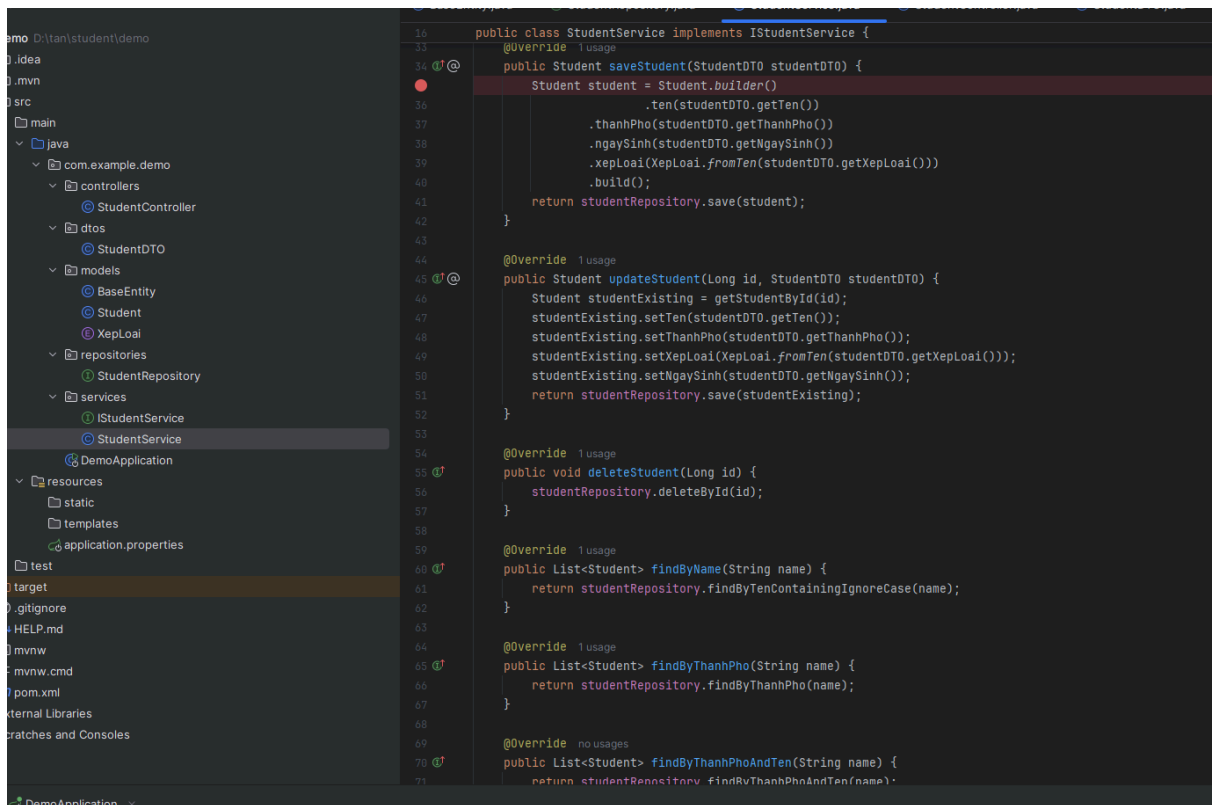 emo D:\tan\student\demo
.idea
.mvn
src
main
java
com.example.demo
controllers
StudentController
dtos
StudentDTO
models
BaseEntity
Student
XepLoai
repositories
StudentRepository
services
IStudentService
StudentService
DemoApplication
resources
static
templates
application.properties
test
target
.gitignore
HELP.md
mvnw
mvnw.cmd
pom.xml
xternal Libraries
cratches and Consoles
16 public class StudentService implements IStudentService {
33 @Override 1 usage
34 public Student saveStudent(StudentDTO studentDTO) {
Student student = Student.builder()
36 .ten(studentDTO.getTen())
37 .thanhPho(studentDTO.getThanhPho())
38 .ngaySinh(studentDTO.getNgaySinh())
39 .xepLoai(XepLoai.fromTen(studentDTO.getXepLoai()))
40 .build();
41 return studentRepository.save(student);
42 }
43
44 @Override 1 usage
45 public Student updateStudent(Long id, StudentDTO studentDTO) {
46 Student studentExisting = getStudentById(id);
47 studentExisting.setTen(studentDTO.getTen());
48 studentExisting.setThanhPho(studentDTO.getThanhPho());
49 studentExisting.setXepLoai(XepLoai.fromTen(studentDTO.getXepLoai()));
50 studentExisting.setNgaySinh(studentDTO.getNgaySinh());
51 return studentRepository.save(studentExisting);
52 }
53
54 @Override 1 usage
55 public void deleteStudent(Long id) {
56 studentRepository.deleteById(id);
57 }
58
59 @Override 1 usage
60 public List<Student> findByName(String name) {
61 return studentRepository.findByTenContainingIgnoreCase(name);
62 }
63
64 @Override 1 usage
65 public List<Student> findByThanhPho(String name) {
66 return studentRepository.findByThanhPho(name);
67 }
68
69 @Override no usages
70 public List<Student> findByThanhPhoAndTen(String name) {
71 return studentRepository.findByThanhPhoAndTen(name);
DemoApplication